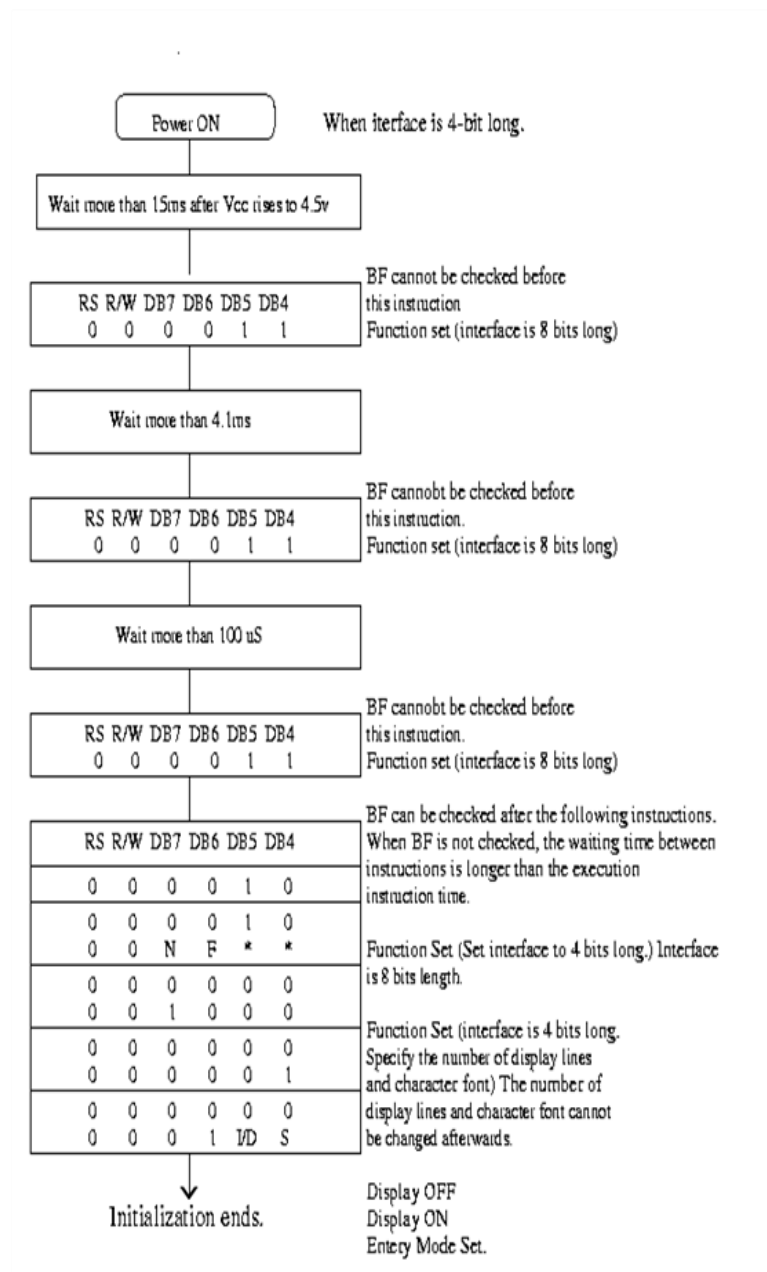 Power ON
When iterface is 4-bit long.
Wait more than 15ms after Vcc rises to 4.5v
BF cannot be checked before
this instruction
Function set (interface is 8 bits long)
RS R/W DB7 DB6 DB5 DB4
0 0 0 0 1 1
Wait more than 4.1ms
BF cannobt be checked before
this instruction.
Function set (interface is 8 bits long)
RS R/W DB7 DB6 DB5 DB4
0 0 0 0 1 1
Wait more than 100 uS
BF cannobt be checked before
this instruction.
Function set (interface is 8 bits long)
RS R/W DB7 DB6 DB5 DB4
0 0 0 0 1 1
BF can be checked after the following instructions.
When BF is not checked, the waiting time between
instructions is longer than the execution
instruction time.
RS R/W DB7 DB6 DB5 DB4
0 0 0 0 1 0
0 0 0 0 1 0
0 0 N F * *
0 0 0 0 0 0
0 0 1 0 0 0
0 0 0 0 0 0
0 0 0 0 0 1
0 0 0 0 0 0
0 0 0 1 I/D S
Function Set (Set interface to 4 bits long.) Interface
is 8 bits length.
Function Set (interface is 4 bits long.
Specify the number of display lines
and character font) The number of
display lines and character font cannot
be changed afterwards.
Initialization ends.
Display OFF
Display ON
Entery Mode Set.